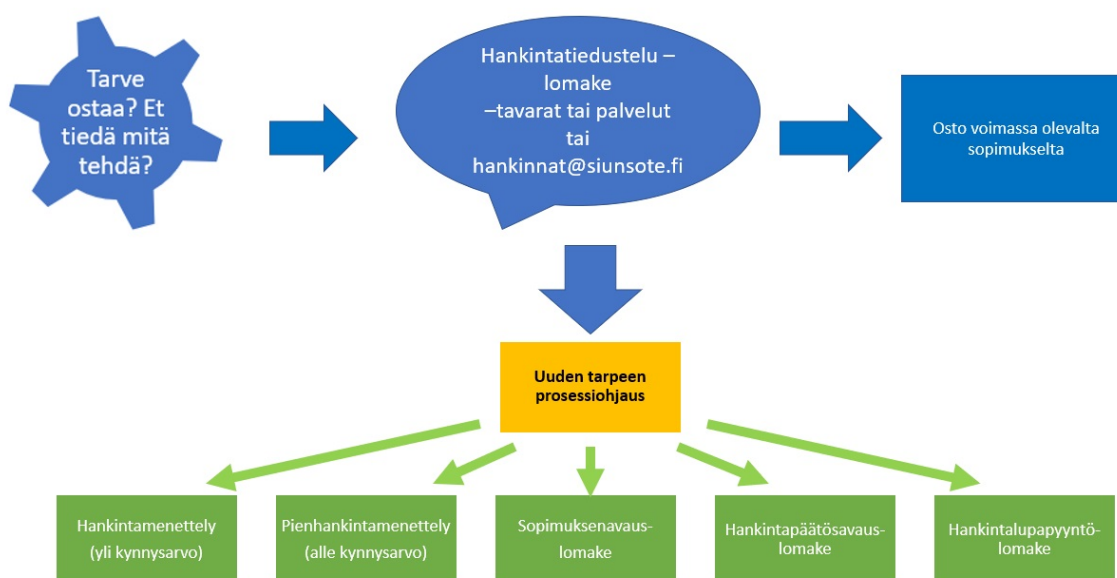 Tarve
ostaa? Et
tiedä mitä
tehdä?
Hankintatiedustelu –
lomake
–tavarat tai palvelut
tai
hankinnat@siunsote.fi
Osto voimassa olevalta
sopimukselta
Uuden tarpeen
prosessiohjaus
Hankintamenettely
(yli kynnysarvo)
Pienhankintamenettely
(alle kynnysarvo)
Sopimuksenavaus-
lomake
Hankintapäätösavaus-
lomake
Hankintalupapyyntö-
lomake